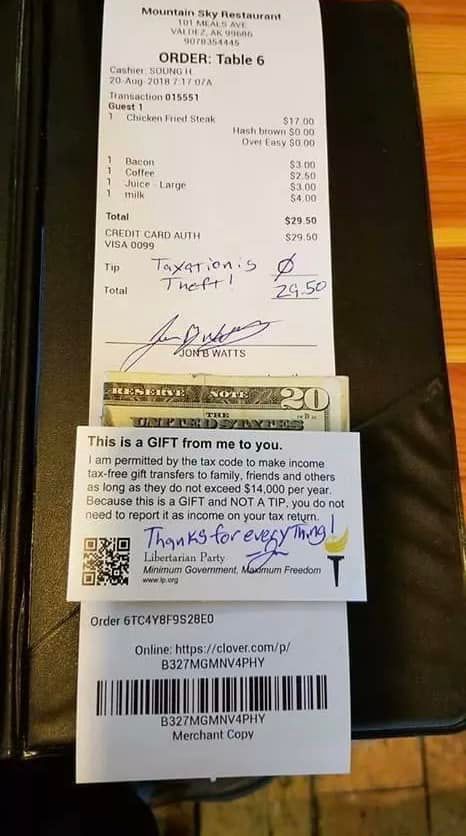 Mountain Sky Restaurant
101 MEALS AVE
VALDEZ, AK 99686
9078354445
ORDER: Table 6
Cashier: SOUNG H
20-Aug-2018 7:17:07A
Transaction 015551
Guest 1
1 Chicken Fried Steak $17.00
Hash brown $0.00
Over Easy $0.00
1 Bacon $3.00
1 Coffee $2.50
1 Juice - Large $3.00
1 milk $4.00
Total $29.50
CREDIT CARD AUTH $29.50
VISA 0099
Tip Taxation is Ø
Theft!
Total 29.50
JON B WATTS
RESERVE NOTE 20
THE
UNITED STATES
This is a GIFT from me to you.
I am permitted by the tax code to make income
tax-free gift transfers to family, friends and others
as long as they do not exceed $14,000 per year.
Because this is a GIFT and NOT A TIP, you do not
need to report it as income on your tax return.
Thanks for everything!
Libertarian Party
Minimum Government, Maximum Freedom
www.lp.org
Order 6TC4Y8F9S28E0
Online: https://clover.com/p/
B327MGMNV4PHY
B327MGMNV4PHY
Merchant Copy